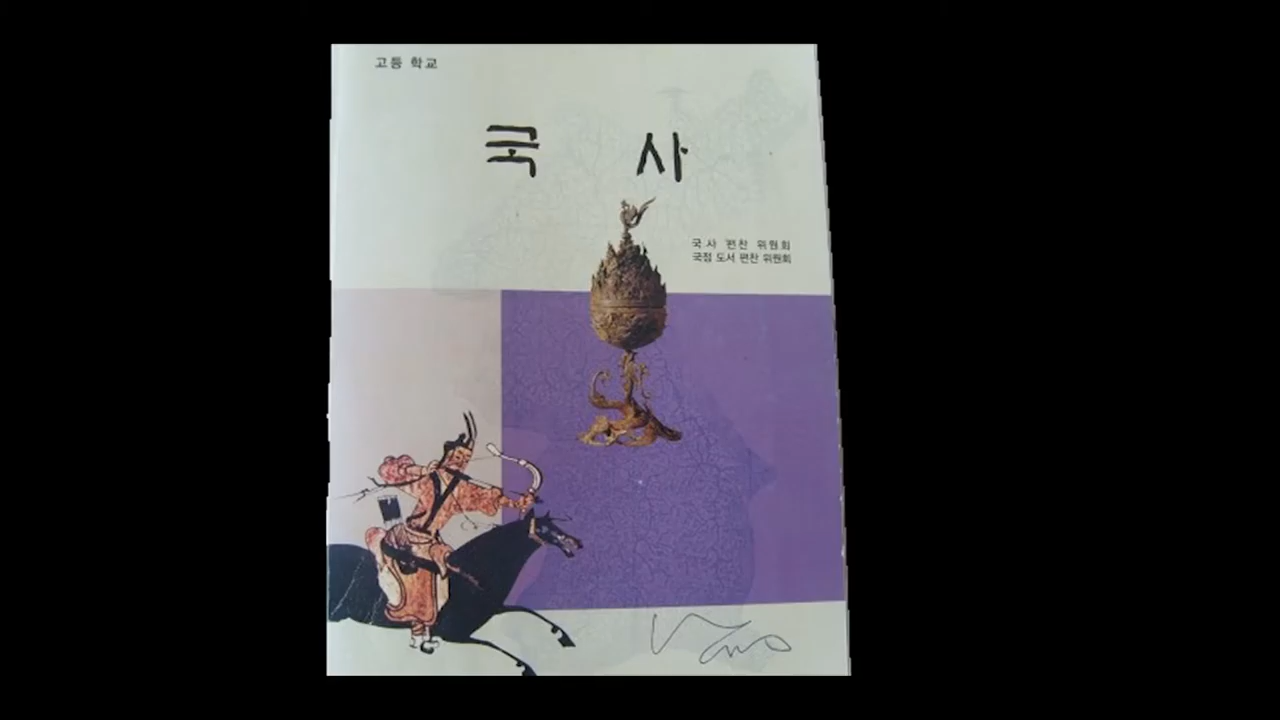 고등 학교
국 사
국 사 편찬 위원회
국정 도서 편찬 위원회